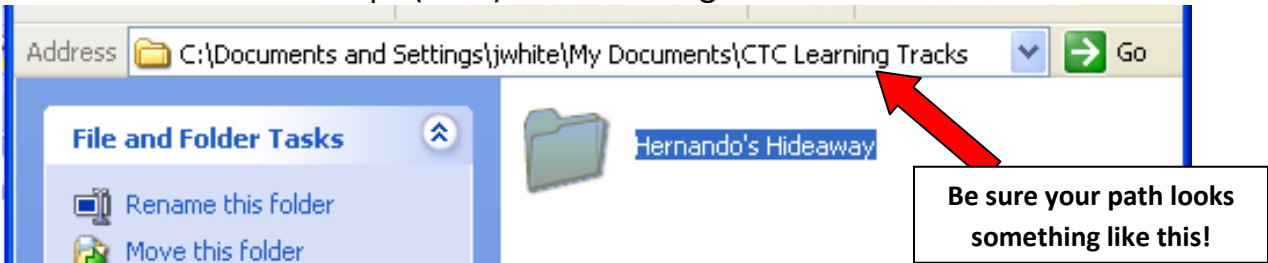 Address C:\Documents and Settings\jwhite\My Documents\CTC Learning Tracks Go
File and Folder Tasks
Hernando's Hideaway
Rename this folder
Move this folder
Be sure your path looks
something like this!